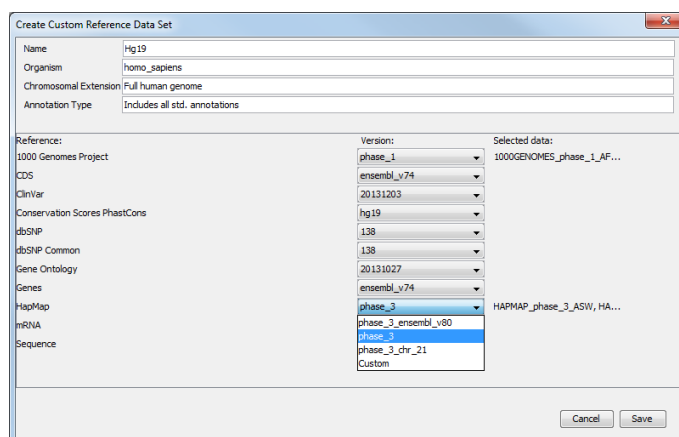 Create Custom Reference Data Set
Name Hg19
Organism homo_sapiens
Chromosomal Extension Full human genome
Annotation Type Includes all std. annotations
Reference: Version: Selected data:
1000 Genomes Project phase_1 1000GENOMES_phase_1_AF...
CDS ensembl_v74
ClinVar 20131203
Conservation Scores PhastCons hg19
dbSNP 138
dbSNP Common 138
Gene Ontology 20131027
Genes ensembl_v74
HapMap phase_3 HAPMAP_phase_3_ASW, HA...
mRNA phase_3_ensembl_v80
phase_3
Sequence phase_3_chr_21
Custom
Cancel Save